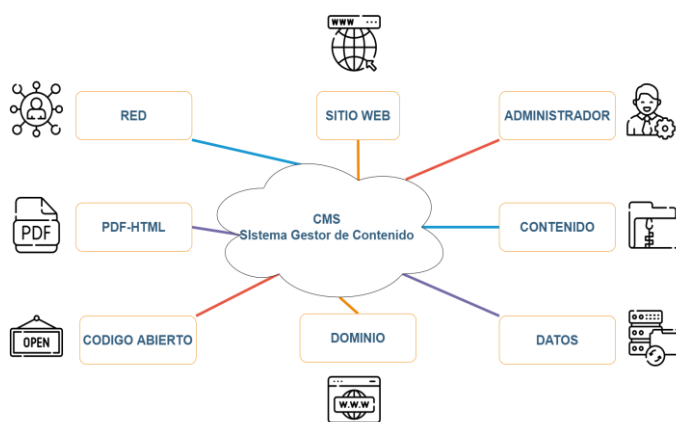 WWW
RED
SITIO WEB
ADMINISTRADOR
CMS
SIstema Gestor de Contenido
PDF
PDF-HTML
CONTENIDO
OPEN
CODIGO ABIERTO
DOMINIO
DATOS
W.W.W